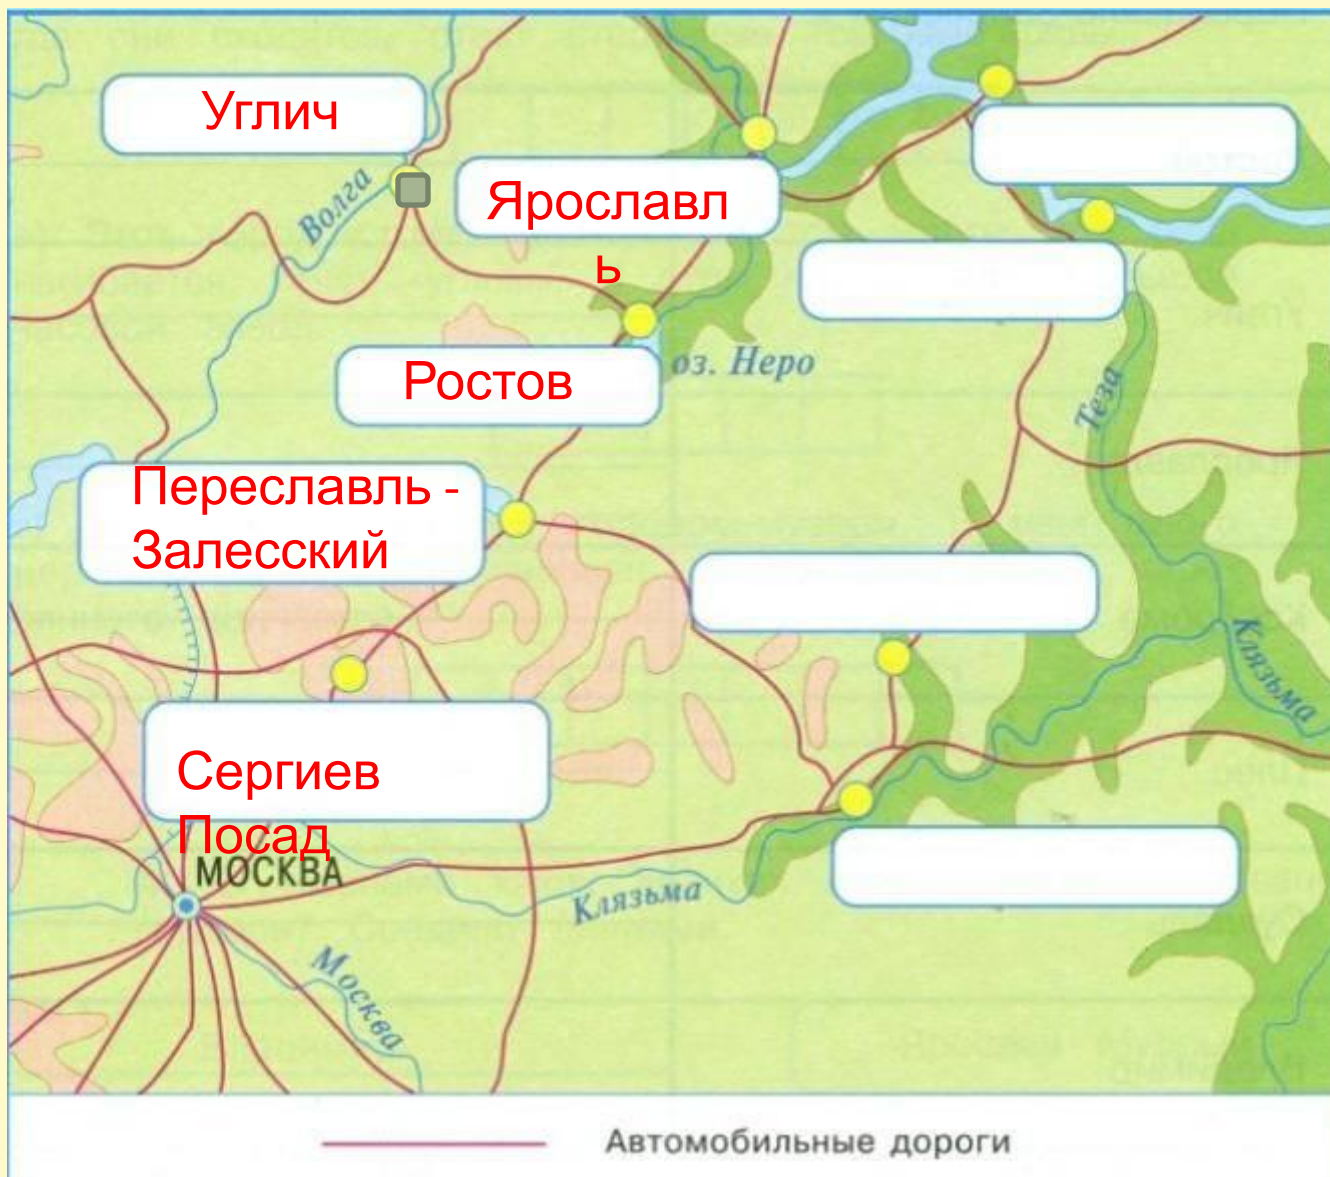 Углич
Волга
Ярославл
ь
оз. Неро
Ростов
Теза
Переславль -
Залесский
Клязьма
Сергиев
Посад
МОСКВА
Клязьма
Москва
Автомобильные дороги